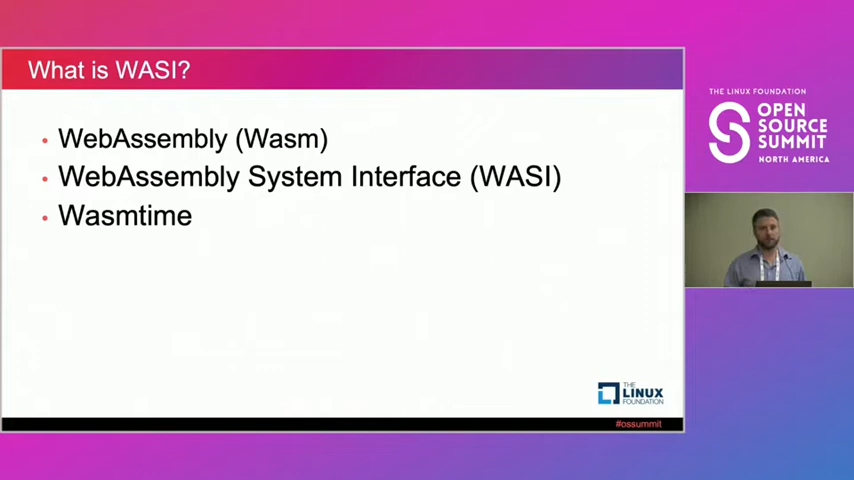 What is WASI?
• WebAssembly (Wasm)
• WebAssembly System Interface (WASI)
• Wasmtime
THE
LINUX
FOUNDATION
#ossummit
THE LINUX FOUNDATION
OPEN
SOURCE
SUMMIT
NORTH AMERICA